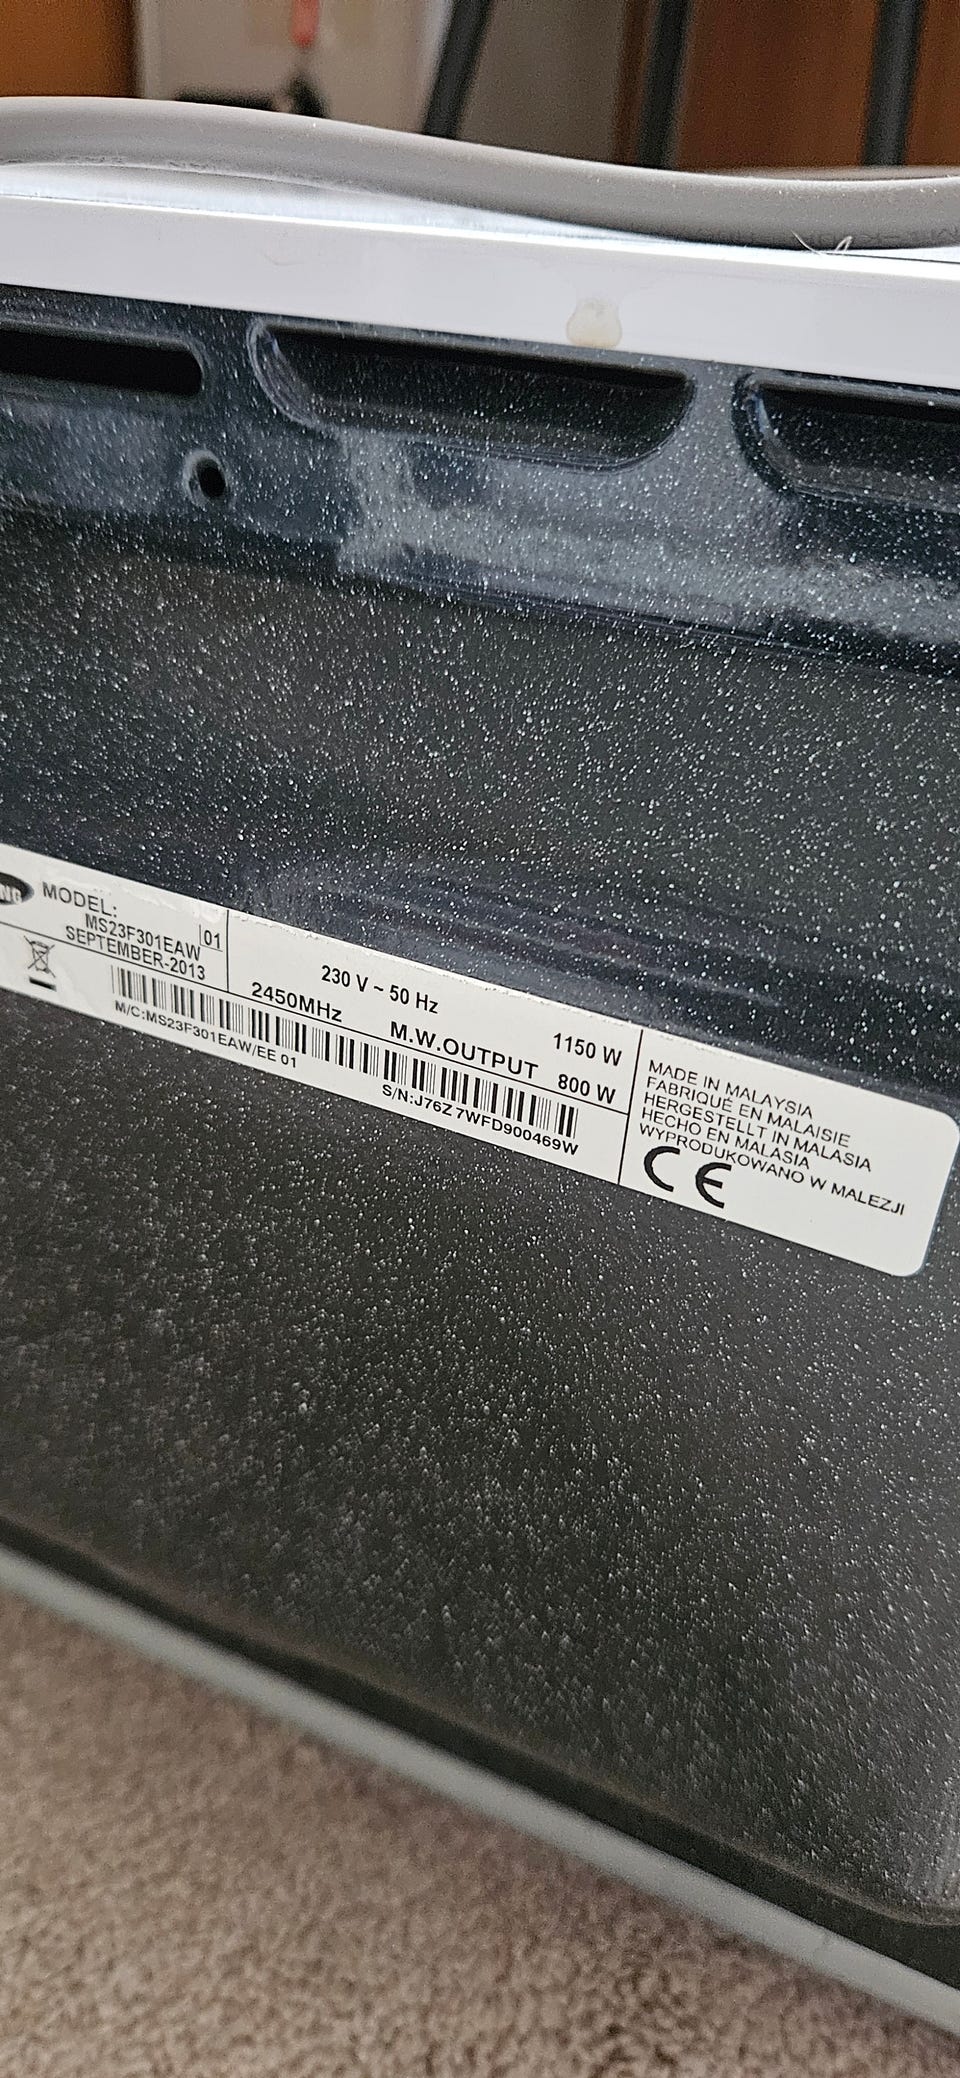 MODEL:
MS23F301EAW 01
SEPTEMBER-2013
M/C:MS23F301EAW/EE 01
230 V ~ 50 Hz
2450MHz
1150 W
M.W.OUTPUT 800 W
S/N:J76Z7WFD900469W
MADE IN MALAYSIA
FABRIQUÉ EN MALAISIE
HERGESTELLT IN MALASIA
HECHO EN MALASIA
WYPRODUKOWANO W MALEZJI
CE